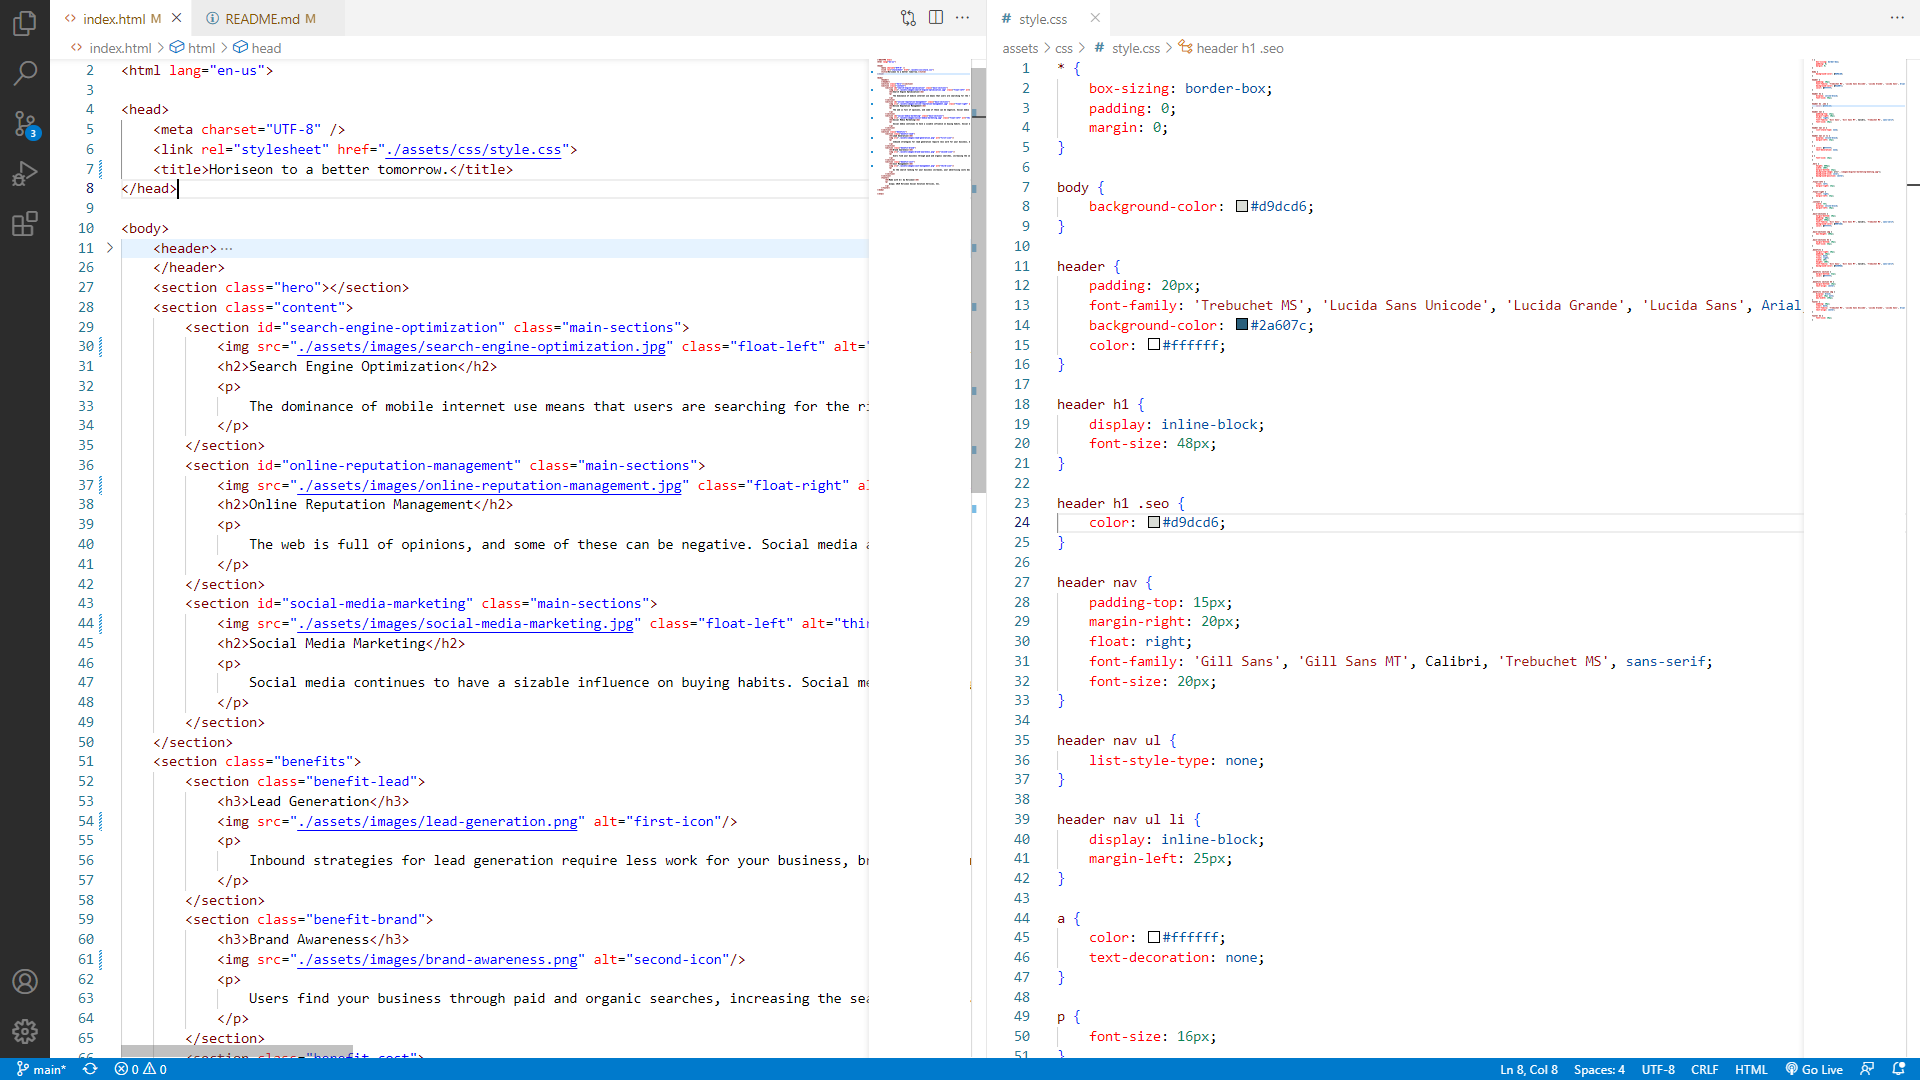 index.html M
README.md M
style.css
index.html > html > head
assets > css > style.css > header h1 .seo
3
2 <html lang="en-us">
3
4 <head>
5 <meta charset="UTF-8" />
6 <link rel="stylesheet" href="./assets/css/style.css">
7 <title>Horiseon to a better tomorrow.</title>
8 </head>
9
10 <body>
11 <header>
26 </header>
27 <section class="hero"></section>
28 <section class="content">
29 <section id="search-engine-optimization" class="main-sections">
30 <img src="./assets/images/search-engine-optimization.jpg" class="float-left" alt="
31 <h2>Search Engine Optimization</h2>
32 <p>
33 The dominance of mobile internet use means that users are searching for the ri
34 </p>
35 </section>
36 <section id="online-reputation-management" class="main-sections">
37 <img src="./assets/images/online-reputation-management.jpg" class="float-right" al
38 <h2>Online Reputation Management</h2>
39 <p>
40 The web is full of opinions, and some of these can be negative. Social media a
41 </p>
42 </section>
43 <section id="social-media-marketing" class="main-sections">
44 <img src="./assets/images/social-media-marketing.jpg" class="float-left" alt="thir
45 <h2>Social Media Marketing</h2>
46 <p>
47 Social media continues to have a sizable influence on buying habits. Social me
48 </p>
49 </section>
50 </section>
51 <section class="benefits">
52 <section class="benefit-lead">
53 <h3>Lead Generation</h3>
54 <img src="./assets/images/lead-generation.png" alt="first-icon"/>
55 <p>
56 Inbound strategies for lead generation require less work for your business, br
57 </p>
58 </section>
59 <section class="benefit-brand">
60 <h3>Brand Awareness</h3>
61 <img src="./assets/images/brand-awareness.png" alt="second-icon"/>
62 <p>
63 Users find your business through paid and organic searches, increasing the sea
64 </p>
65 </section>
66 <section class="benefit-cost">
1 * {
2 box-sizing: border-box;
3 padding: 0;
4 margin: 0;
5 }
6
7 body {
8 background-color: #d9dcd6;
9 }
10
11 header {
12 padding: 20px;
13 font-family: 'Trebuchet MS', 'Lucida Sans Unicode', 'Lucida Grande', 'Lucida Sans', Arial,
14 background-color: #2a607c;
15 color: #ffffff;
16 }
17
18 header h1 {
19 display: inline-block;
20 font-size: 48px;
21 }
22
23 header h1 .seo {
24 color: #d9dcd6;
25 }
26
27 header nav {
28 padding-top: 15px;
29 margin-right: 20px;
30 float: right;
31 font-family: 'Gill Sans', 'Gill Sans MT', Calibri, 'Trebuchet MS', sans-serif;
32 font-size: 20px;
33 }
34
35 header nav ul {
36 list-style-type: none;
37 }
38
39 header nav ul li {
40 display: inline-block;
41 margin-left: 25px;
42 }
43
44 a {
45 color: #ffffff;
46 text-decoration: none;
47 }
48
49 p {
50 font-size: 16px;
51 }
main* 0 0
Ln 8, Col 8 Spaces: 4 UTF-8 CRLF HTML Go Live